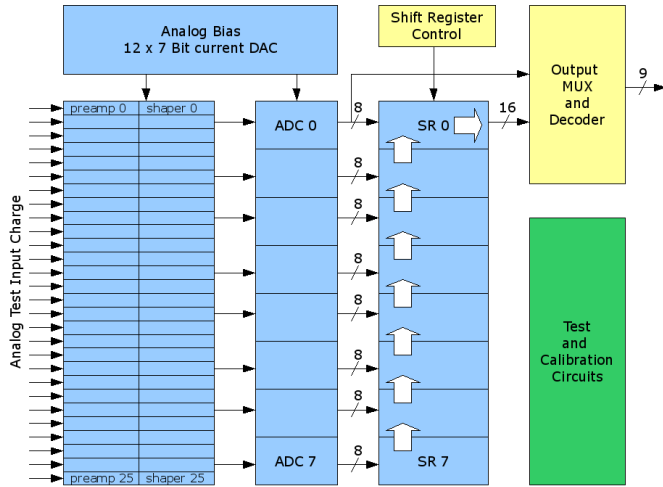 Analog Bias
12 x 7 Bit current DAC
Shift Register
Control
Output
MUX
and
Decoder
9
preamp 0 shaper 0
ADC 0
8
SR 0
16
8
8
8
8
8
8
Analog Test Input Charge
Test
and
Calibration
Circuits
preamp 25 shaper 25
ADC 7
8
SR 7